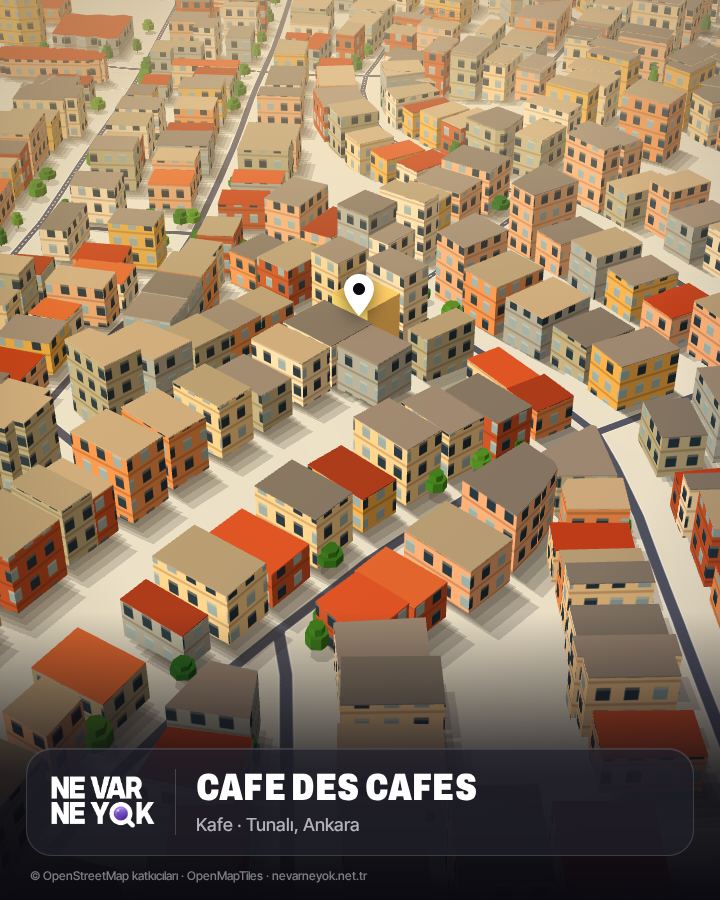 NE VAR
NE YOK
CAFE DES CAFES
Kafe · Tunalı, Ankara
© OpenStreetMap katkıcıları · OpenMapTiles · nevarneyok.net.tr